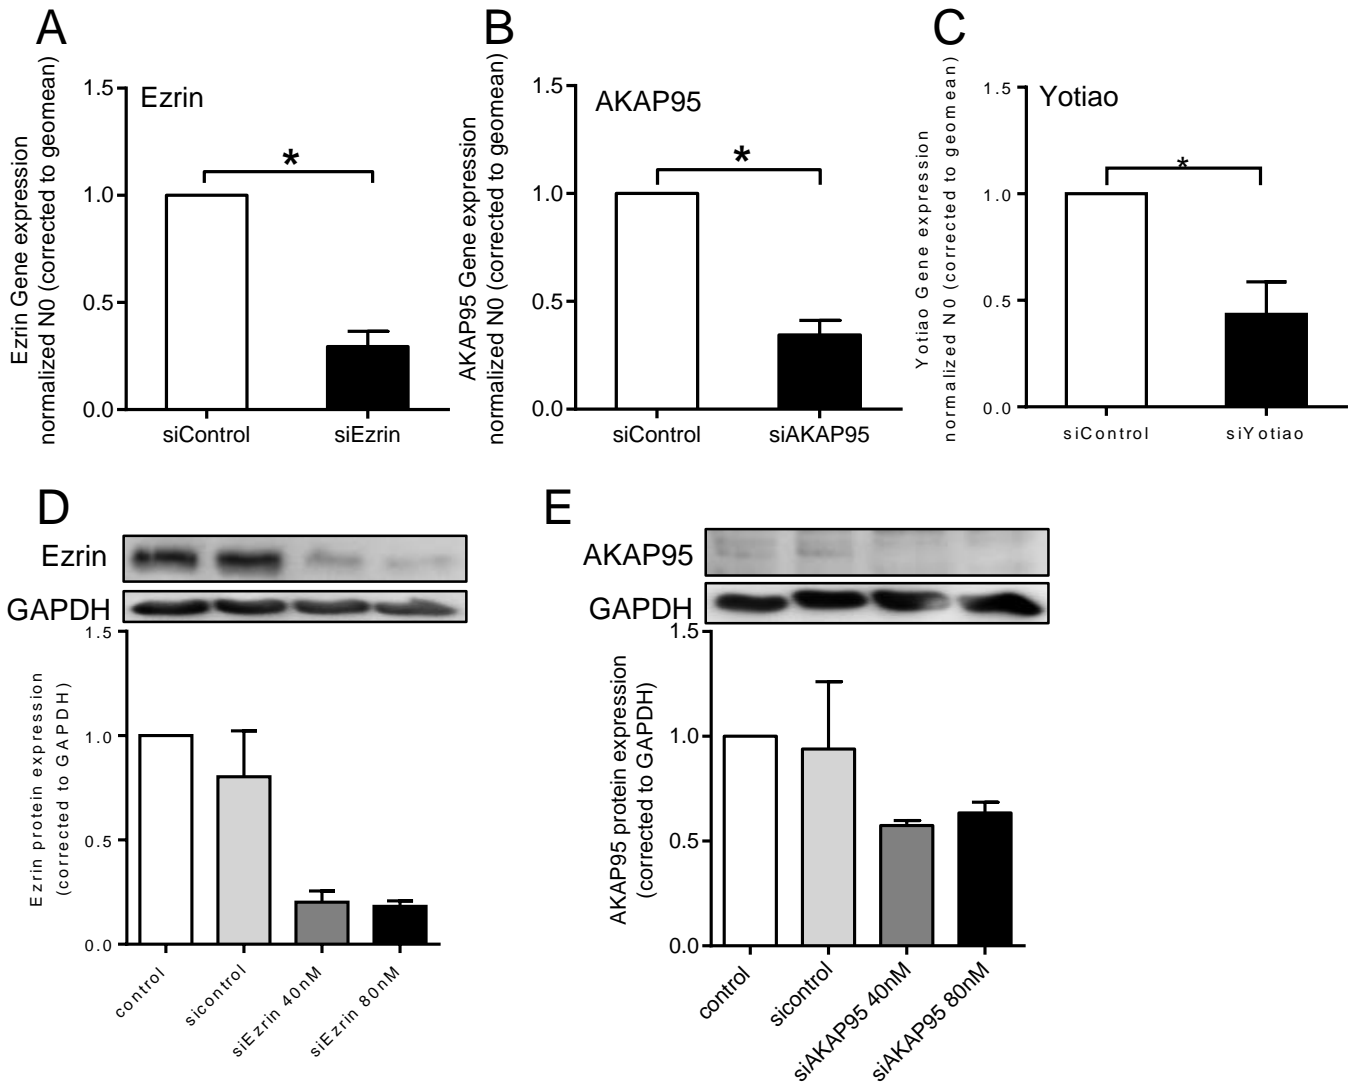 A
Ezrin Gene expression
normalized N0 (corrected to geomean)
1.5
1.0
0.5
0.0
Ezrin
*
siControl
siEzrin
B
AKAP95 Gene expression
normalized N0 (corrected to geomean)
1.5
1.0
0.5
0.0
AKAP95
*
siControl
siAKAP95
C
Yotiao Gene expression
normalized N0 (corrected to geomean)
1.5
1.0
0.5
0.0
Yotiao
*
siControl
siYotiao
D
Ezrin
GAPDH
Ezrin protein expression
(corrected to GAPDH)
1.5
1.0
0.5
0.0
control
sicontrol
siEzrin 40nM
siEzrin 80nM
E
AKAP95
GAPDH
AKAP95 protein expression
(corrected to GAPDH)
1.5
1.0
0.5
0.0
control
sicontrol
siAKAP95 40nM
siAKAP95 80nM